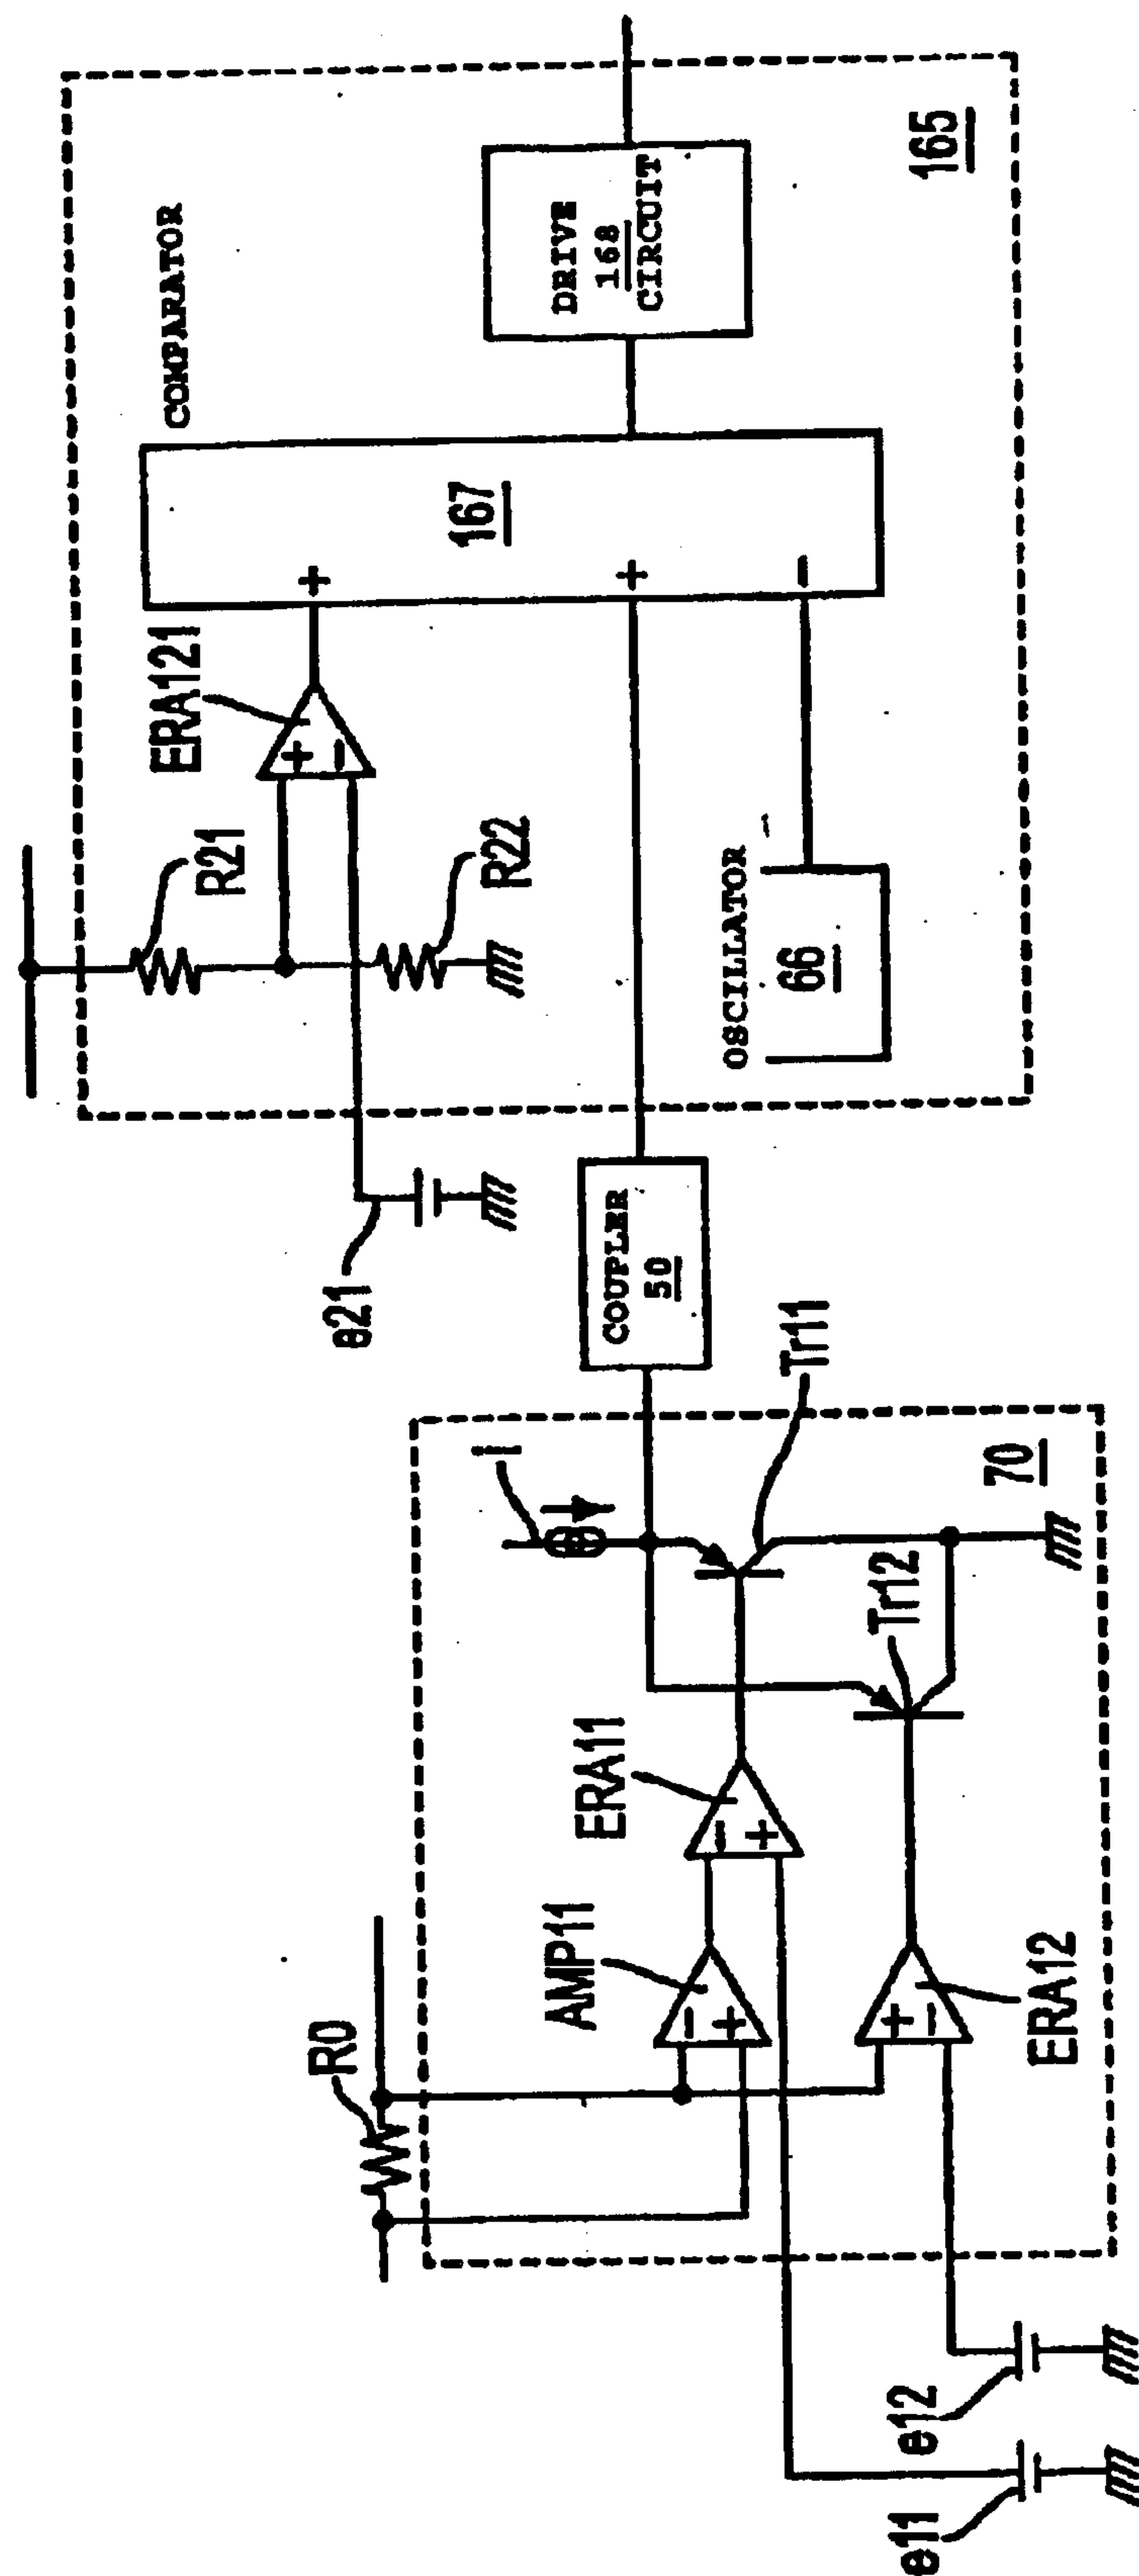 R0
AMP11
ERA11
ERA12
Tr12
Tr11
I
70
e11
e12
COUPLER
50
e21
R21
R22
ERA121
+
-
+
+
-
167
COMPARATOR
OSCILLATOR
66
DRIVE
168
CIRCUIT
165
-
+
-
+
+
-